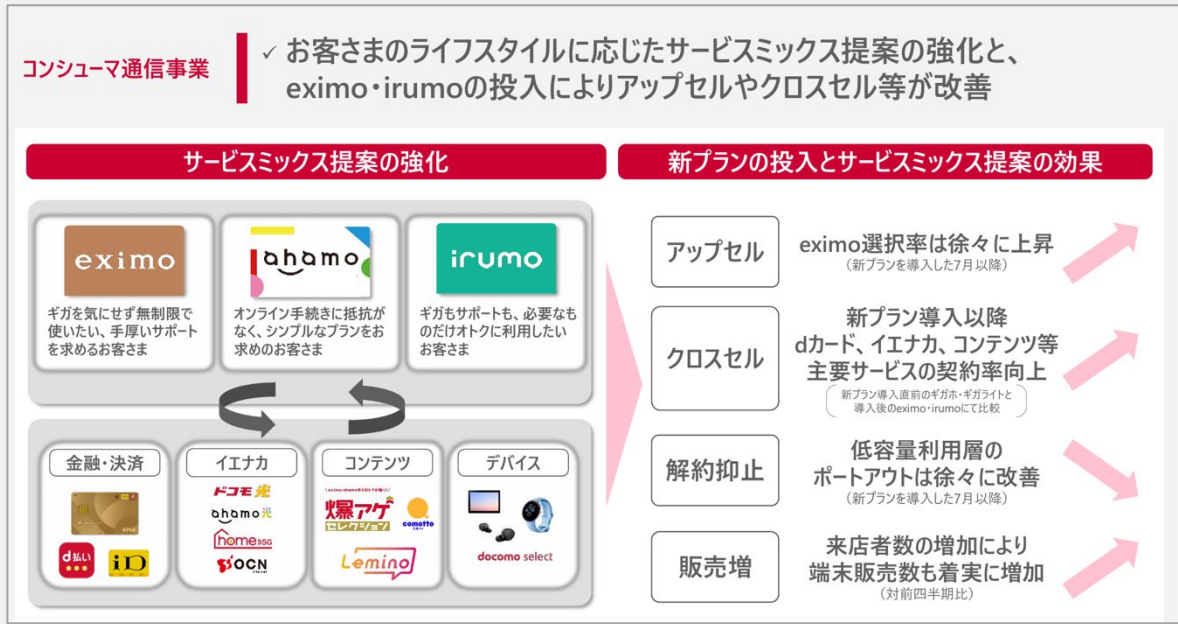 コンシューマ通信事業
✓ お客さまのライフスタイルに応じたサービスミックス提案の強化と、
eximo・irumoの投入によりアップセルやクロスセル等が改善
サービスミックス提案の強化
eximo
ギガを気にせず無制限で
使いたい、手厚いサポート
を求めるお客さま
ahamo
オンライン手続きに抵抗が
なく、シンプルなプランをお
求めのお客さま
irumo
ギガもサポートも、必要なも
のだけオトクに利用したい
お客さま
金融・決済
d払い
iD
イエナカ
ドコモ光
ahamo光
home 5G
OCN
コンテンツ
爆アゲ
セレクション
comotto
Lemino
デバイス
docomo select
新プランの投入とサービスミックス提案の効果
アップセル
eximo選択率は徐々に上昇
(新プランを導入した7月以降)
クロスセル
新プラン導入以降
dカード、イエナカ、コンテンツ等
主要サービスの契約率向上
新プラン導入直前のギガホ・ギガライトと
導入後のeximo・irumoにて比較
解約抑止
低容量利用層の
ポートアウトは徐々に改善
(新プランを導入した7月以降)
販売増
来店者数の増加により
端末販売数も着実に増加
(対前四半期比)